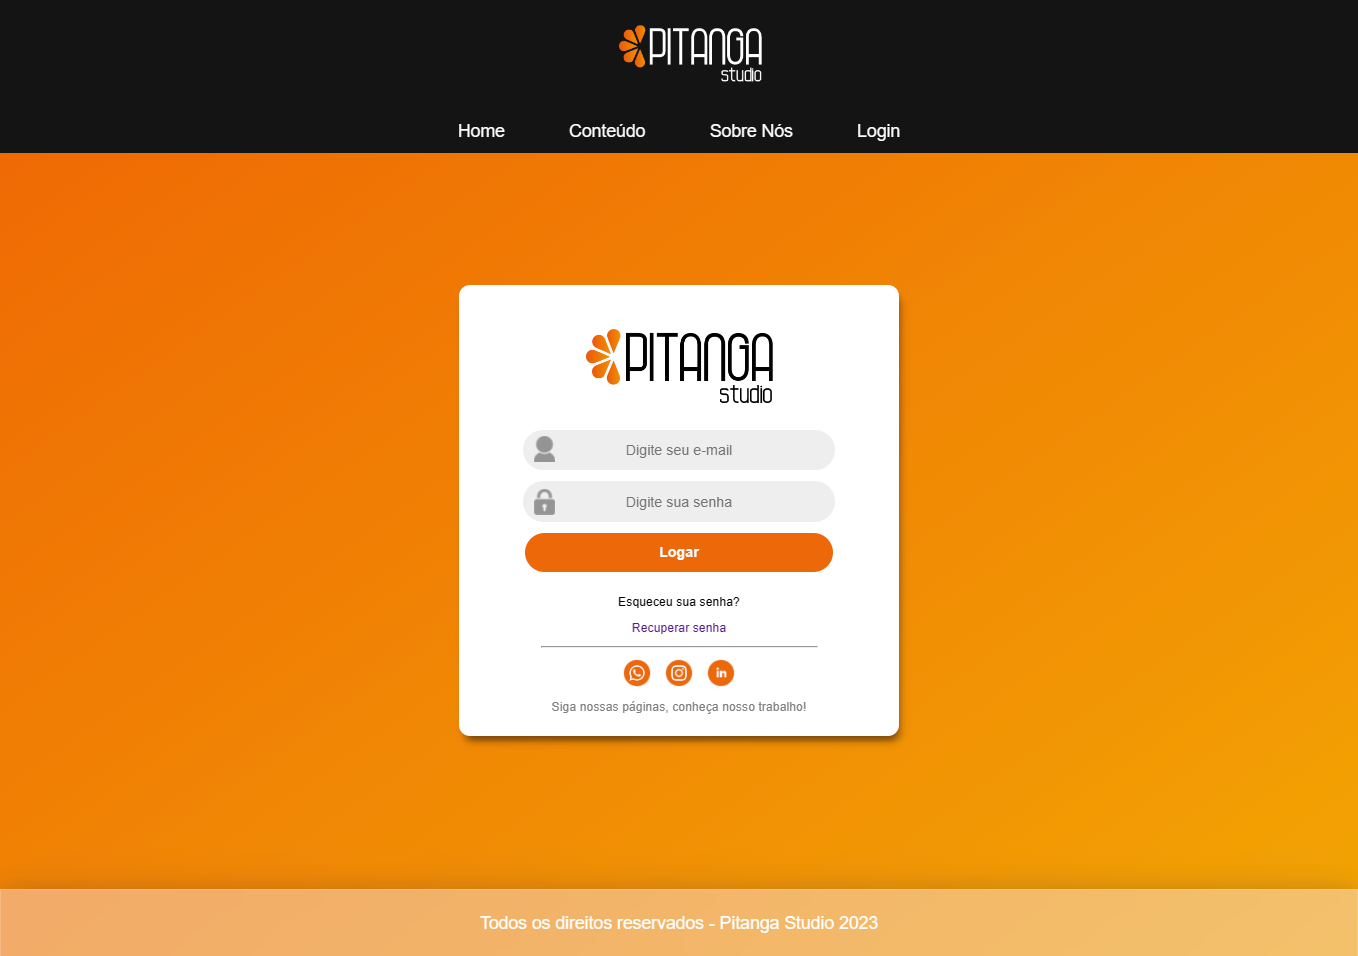 PITANGA
studio
Home Conteúdo Sobre Nós Login
PITANGA
studio
Digite seu e-mail
Digite sua senha
Logar
Esqueceu sua senha?
Recuperar senha
in
Siga nossas páginas, conheça nosso trabalho!
Todos os direitos reservados - Pitanga Studio 2023